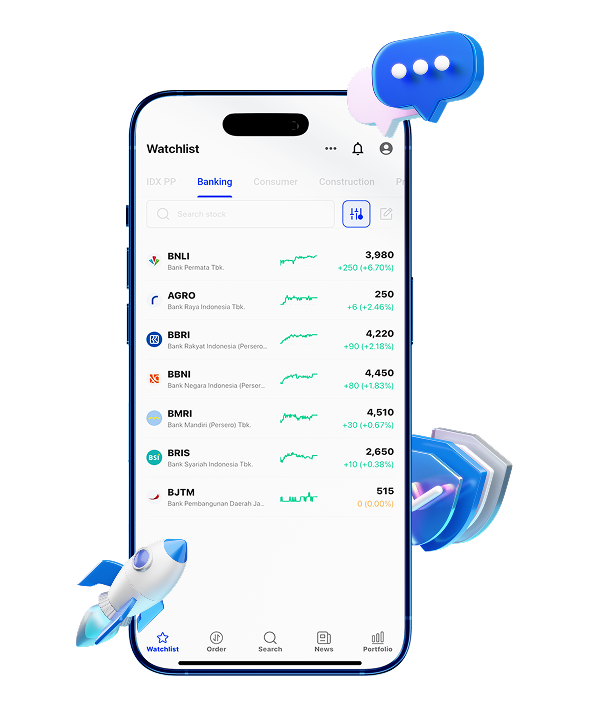 Watchlist
IDX PP Banking Consumer Construction
Search stock
BNLI 3,980
Bank Permata Tbk. +250 (+6.70%)
AGRO 250
Bank Raya Indonesia Tbk. +6 (+2.46%)
BBRI 4,220
Bank Rakyat Indonesia (Persero... +90 (+2.18%)
BBNI 4,450
Bank Negara Indonesia (Perser... +80 (+1.83%)
BMRI 4,510
Bank Mandiri (Persero) Tbk. +30 (+0.67%)
BSI
BRIS 2,650
Bank Syariah Indonesia Tbk. +10 (+0.38%)
BJTM 515
Bank Pembangunan Daerah Ja... 0 (0.00%)
Watchlist Order Search News Portfolio